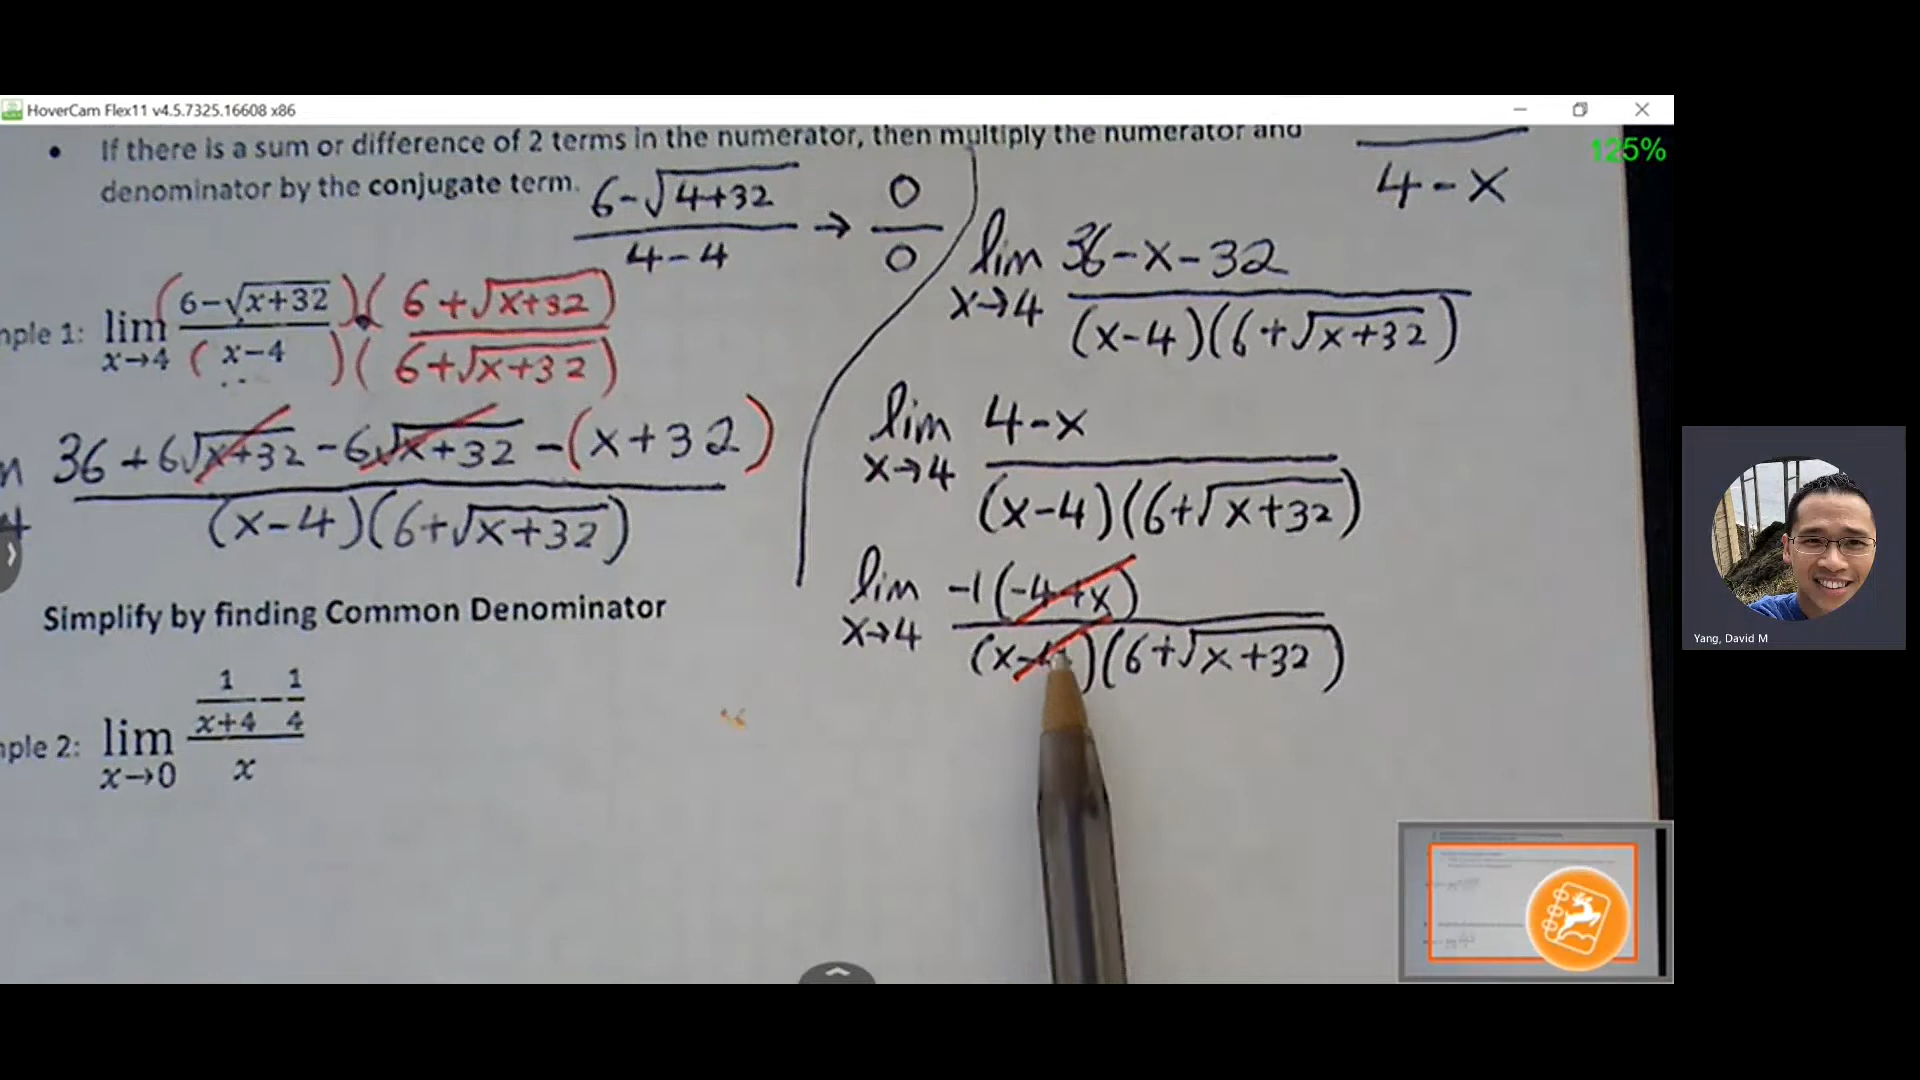 HoverCam Flex11 v4.5.7325.16608 x86
125%
• If there is a sum or difference of 2 terms in the numerator, then multiply the numerator and
denominator by the conjugate term.
6-√(4+32) / 4-4 → 0/0
mple 1: lim x→4 (6-√(x+32) / x-4) • (6+√(x+32) / 6+√(x+32))
36+6√(x+32) -6√(x+32) -(x+32)
(x-4)(6+√(x+32))
4-x
lim x→4 36-x-32
(x-4)(6+√(x+32))
lim x→4 4-x
(x-4)(6+√(x+32))
lim x→4 -1(-4+x)
(x-4)(6+√(x+32))
Simplify by finding Common Denominator
mple 2: lim x→0 (1/(x+4) - 1/4) / x
Yang, David M